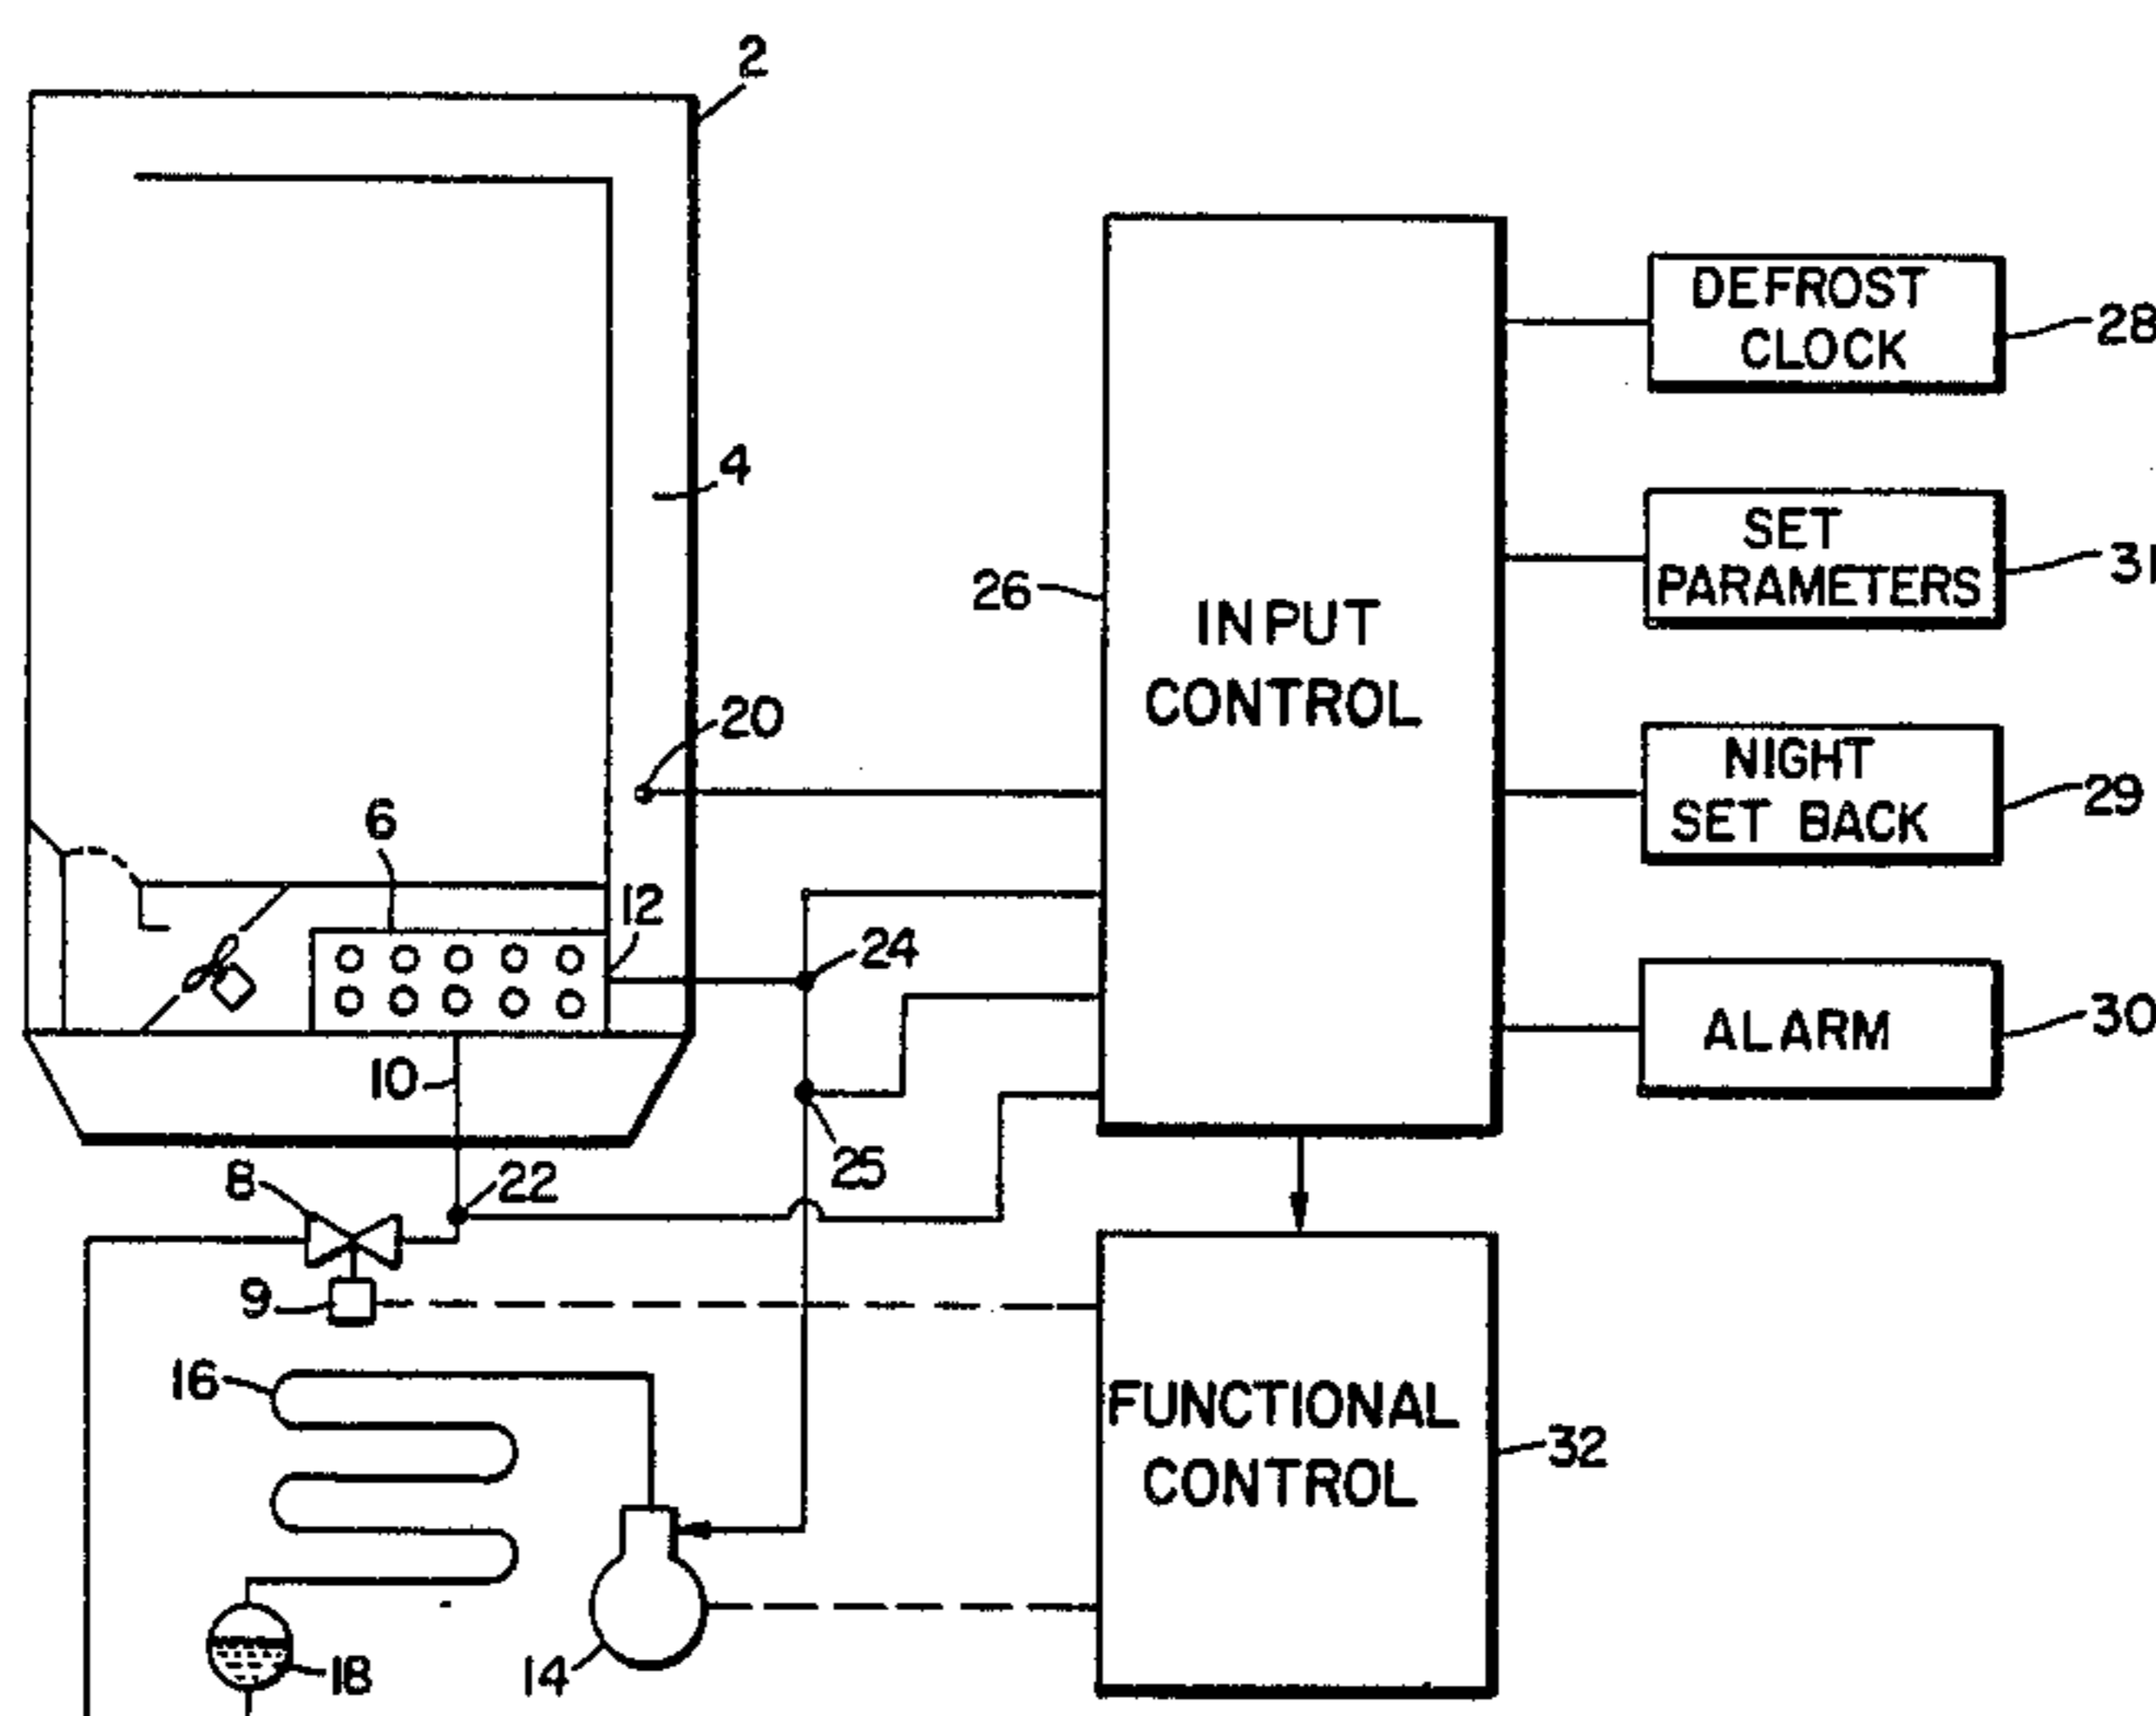 2
DEFROST
CLOCK
28
4
SET
PARAMETERS
31
26
INPUT
CONTROL
20
NIGHT
SET BACK
29
6
12
24
ALARM
30
10
25
8
22
9
16
FUNCTIONAL
CONTROL
32
18
14